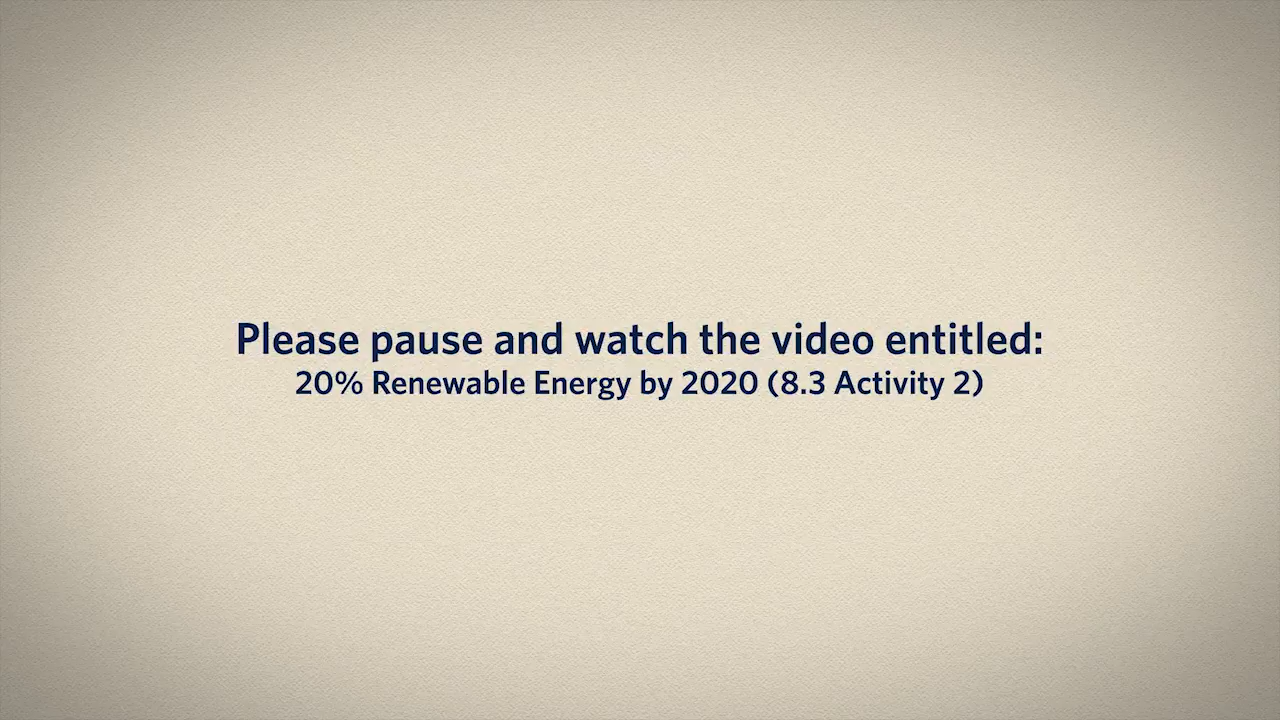 Please pause and watch the video entitled:
20% Renewable Energy by 2020 (8.3 Activity 2)